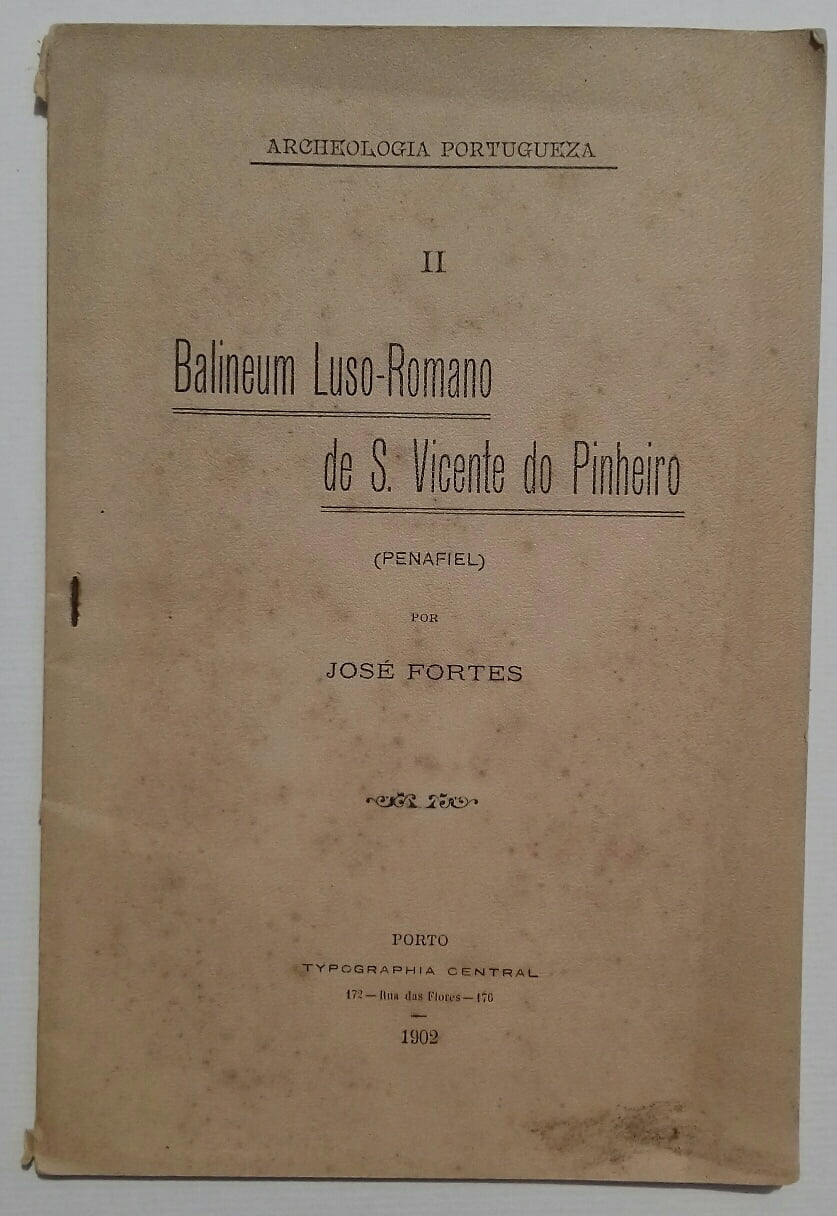 ARCHEOLOGIA PORTUGUEZA
II
Balineum Luso-Romano
de S. Vicente do Pinheiro
(PENAFIEL)
POR
JOSÉ FORTES
PORTO
TYPOGRAPHIA CENTRAL
172—Rua das Flores—176
1902